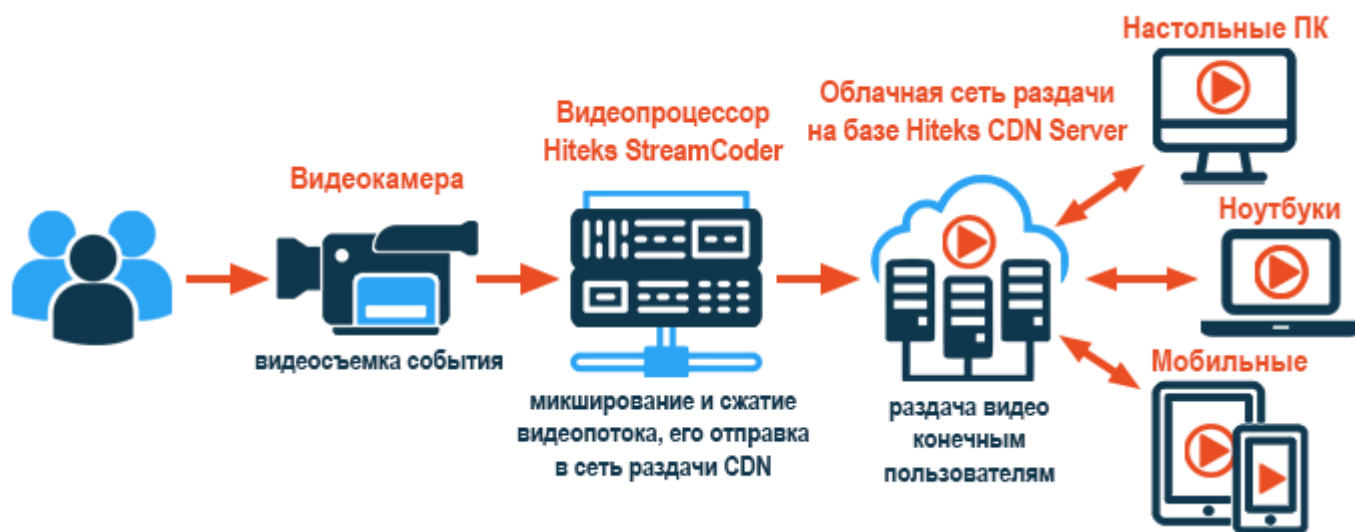 Видеокамера
видеосъемка события
Видеопроцессор
Hiteks StreamCoder
микширование и сжатие
видеопотока, его отправка
в сеть раздачи CDN
Облачная сеть раздачи
на базе Hiteks CDN Server
раздача видео
конечным
пользователям
Настольные ПК
Ноутбуки
Мобильные